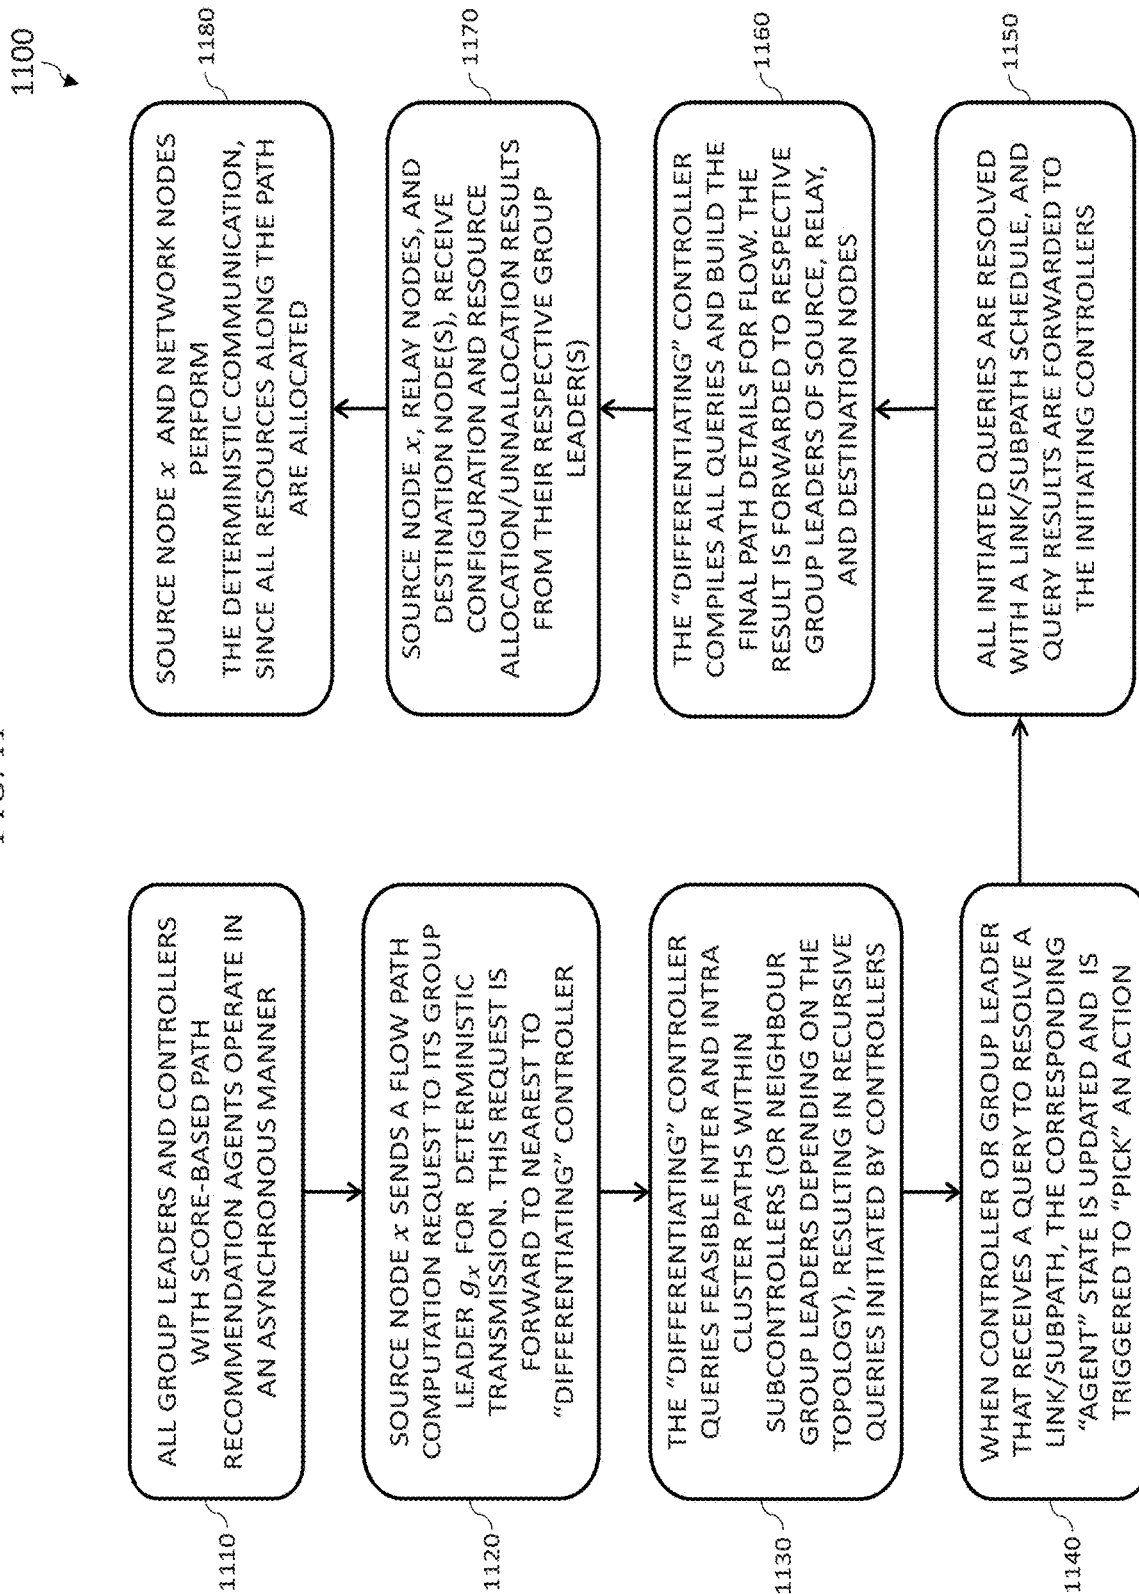 1100
ALL GROUP LEADERS AND CONTROLLERS
WITH SCORE-BASED PATH
RECOMMENDATION AGENTS OPERATE IN
AN ASYNCHRONOUS MANNER
1110
SOURCE NODE x SENDS A FLOW PATH
COMPUTATION REQUEST TO ITS GROUP
LEADER gx FOR DETERMINISTIC
TRANSMISSION. THIS REQUEST IS
FORWARD TO NEAREST TO
"DIFFERENTIATING" CONTROLLER
1120
THE "DIFFERENTIATING" CONTROLLER
QUERIES FEASIBLE INTER AND INTRA
CLUSTER PATHS WITHIN
SUBCONTROLLERS (OR NEIGHBOUR
GROUP LEADERS DEPENDING ON THE
TOPOLOGY), RESULTING IN RECURSIVE
QUERIES INITIATED BY CONTROLLERS
1130
WHEN CONTROLLER OR GROUP LEADER
THAT RECEIVES A QUERY TO RESOLVE A
LINK/SUBPATH, THE CORRESPONDING
"AGENT" STATE IS UPDATED AND IS
TRIGGERED TO "PICK" AN ACTION
1140
ALL INITIATED QUERIES ARE RESOLVED
WITH A LINK/SUBPATH SCHEDULE, AND
QUERY RESULTS ARE FORWARDED TO
THE INITIATING CONTROLLERS
1150
THE "DIFFERENTIATING" CONTROLLER
COMPILES ALL QUERIES AND BUILD THE
FINAL PATH DETAILS FOR FLOW. THE
RESULT IS FORWARDED TO RESPECTIVE
GROUP LEADERS OF SOURCE, RELAY,
AND DESTINATION NODES
1160
SOURCE NODE x, RELAY NODES, AND
DESTINATION NODE(S), RECEIVE
CONFIGURATION AND RESOURCE
ALLOCATION/UNNALLOCATION RESULTS
FROM THEIR RESPECTIVE GROUP
LEADER(S)
1170
SOURCE NODE x AND NETWORK NODES
PERFORM
THE DETERMINISTIC COMMUNICATION,
SINCE ALL RESOURCES ALONG THE PATH
ARE ALLOCATED
1180